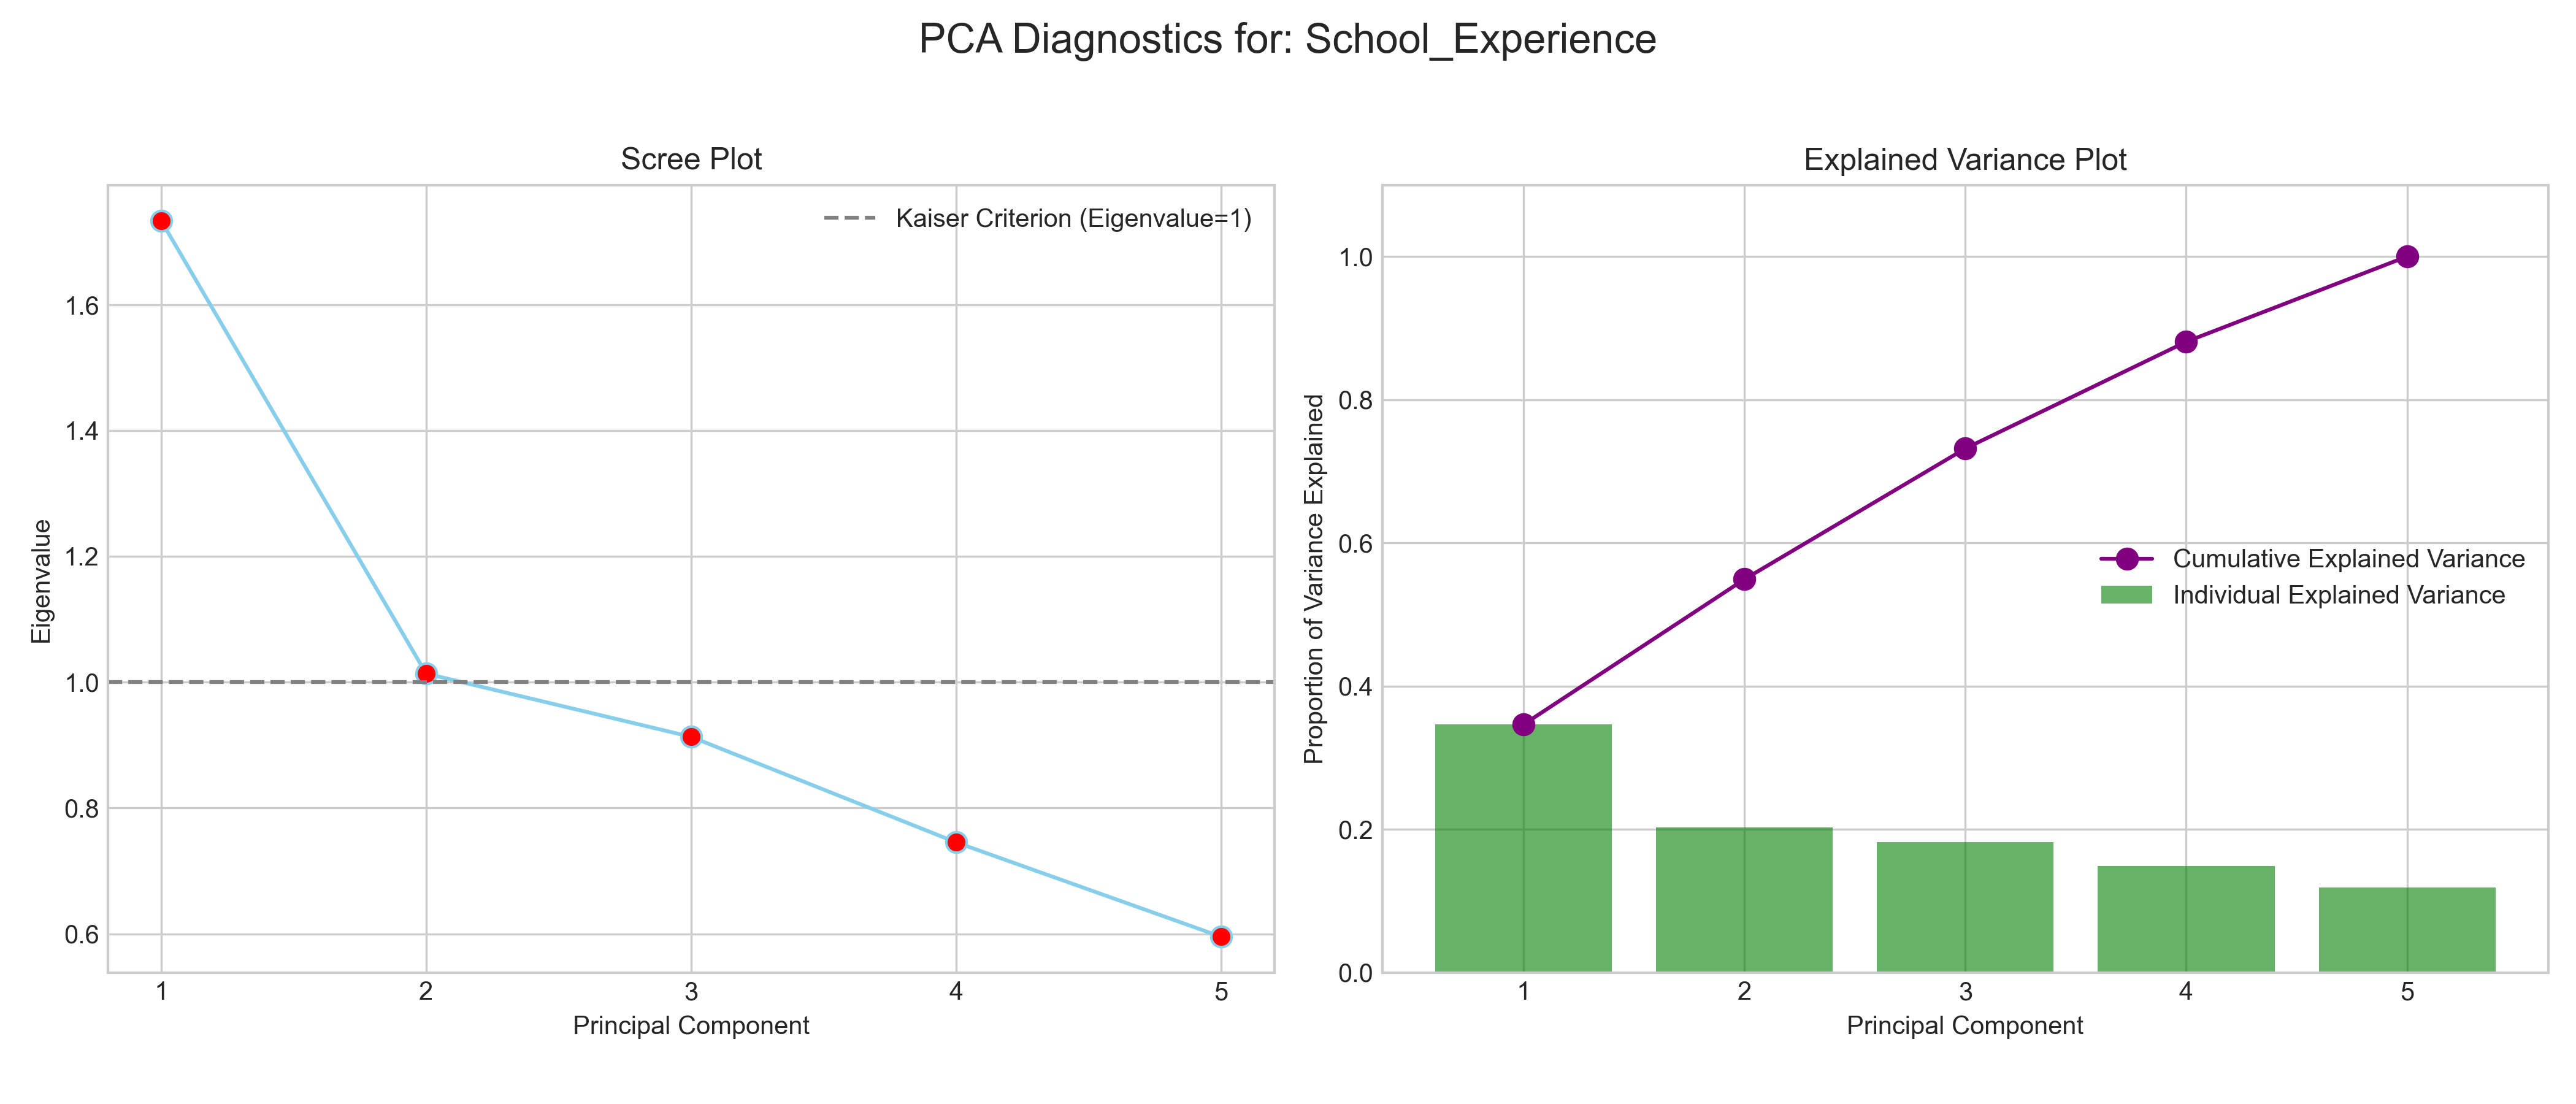 PCA Diagnostics for: School_Experience
Scree Plot
Kaiser Criterion (Eigenvalue=1)
Eigenvalue
1.6
1.4
1.2
1.0
0.8
0.6
1 2 3 4 5
Principal Component
Explained Variance Plot
Proportion of Variance Explained
1.0
0.8
0.6
0.4
0.2
0.0
Cumulative Explained Variance
Individual Explained Variance
1 2 3 4 5
Principal Component